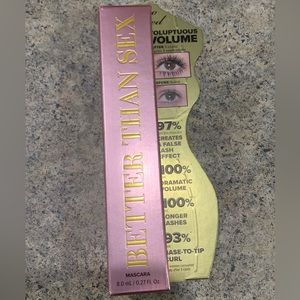 VOLUPTUOUS
VOLUME
BETTER THAN SEX
MASCARA
8.0 mL / 0.27 Fl. Oz
97%
CREATES
A FALSE
LASH
EFFECT
100%
DRAMATIC
VOLUME
100%
LONGER
LASHES
93%
BASE-TO-TIP
CURL